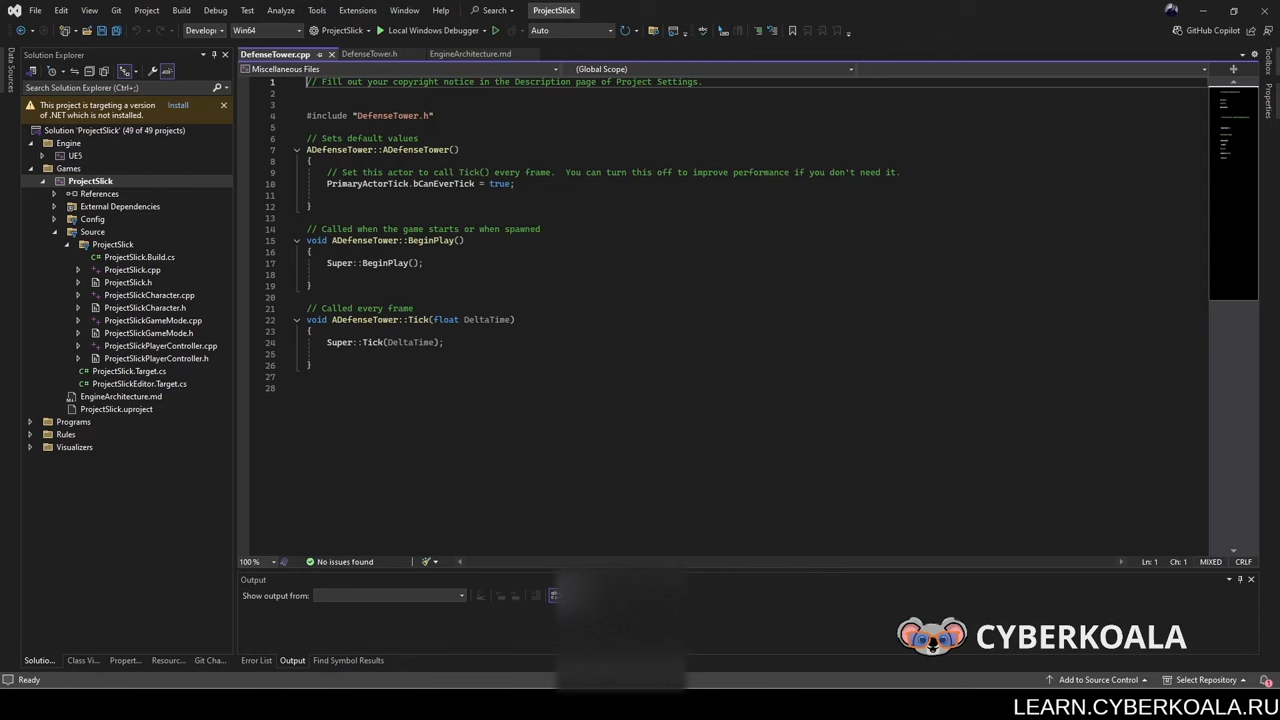 File Edit View Git Project Build Debug Test Analyze Tools Extensions Window Help Search ProjectSlick
Develop Win64 ProjectSlick Local Windows Debugger Auto GitHub Copilot
Data Sources
Solution Explorer
Search Solution Explorer (Ctrl+;)
This project is targeting a version of .NET which is not installed. Install
Solution 'ProjectSlick' (49 of 49 projects)
Engine
UE5
Games
ProjectSlick
References
External Dependencies
Config
Source
ProjectSlick
ProjectSlick.Build.cs
ProjectSlick.cpp
ProjectSlick.h
ProjectSlickCharacter.cpp
ProjectSlickCharacter.h
ProjectSlickGameMode.cpp
ProjectSlickGameMode.h
ProjectSlickPlayerController.cpp
ProjectSlickPlayerController.h
ProjectSlick.Target.cs
ProjectSlickEditor.Target.cs
EngineArchitecture.md
ProjectSlick.uproject
Programs
Rules
Visualizers
Solutio... Class Vi... Propert... Resourc... Git Cha...
DefenseTower.cpp DefenseTower.h EngineArchitecture.md
Miscellaneous Files (Global Scope)
1 // Fill out your copyright notice in the Description page of Project Settings.
2
3
4 #include "DefenseTower.h"
5
6 // Sets default values
7 ADefenseTower::ADefenseTower()
8 {
9 // Set this actor to call Tick() every frame.  You can turn this off to improve performance if you don't need it.
10 PrimaryActorTick.bCanEverTick = true;
11
12 }
13
14 // Called when the game starts or when spawned
15 void ADefenseTower::BeginPlay()
16 {
17 Super::BeginPlay();
18
19 }
20
21 // Called every frame
22 void ADefenseTower::Tick(float DeltaTime)
23 {
24 Super::Tick(DeltaTime);
25
26 }
27
28
100 % No issues found Ln: 1 Ch: 1 MIXED CRLF
Output
Show output from:
Error List Output Find Symbol Results
Properties
CYBERKOALA
Ready Add to Source Control Select Repository
LEARN.CYBERKOALA.RU